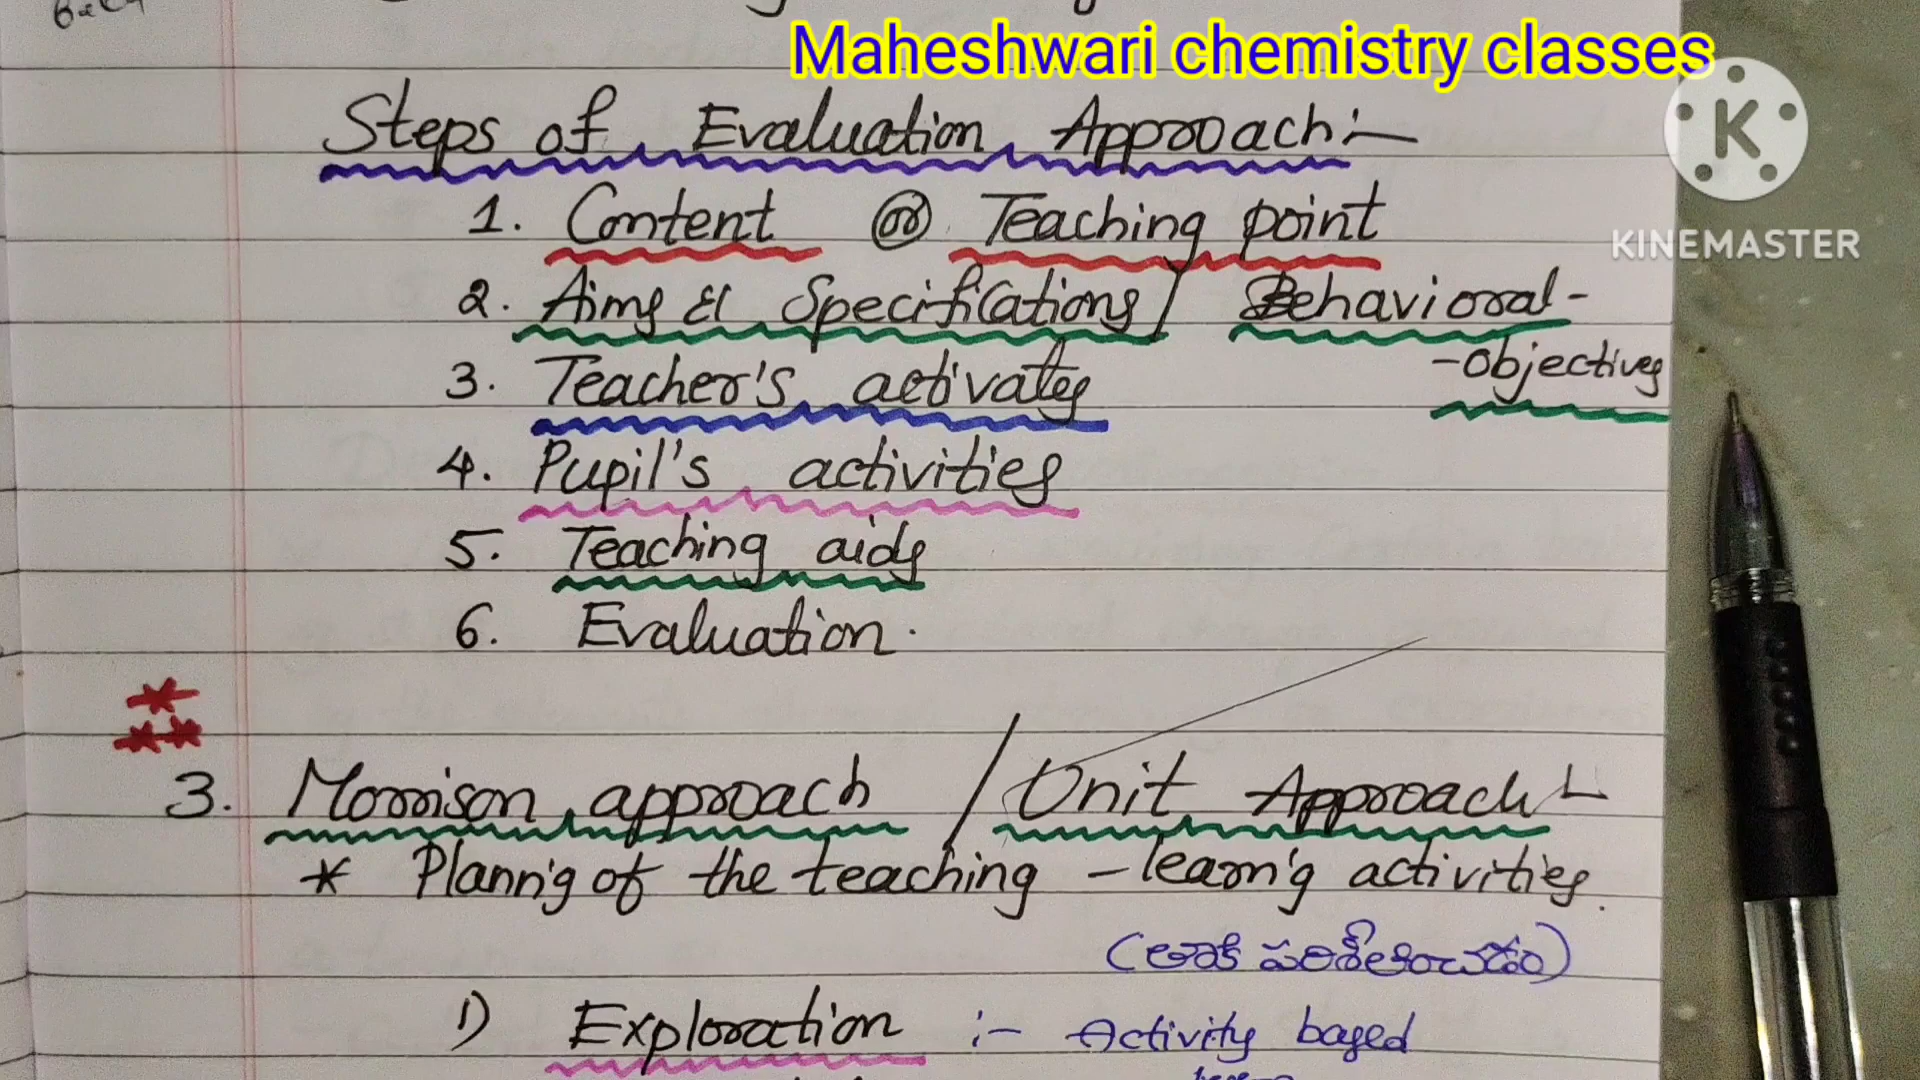 Maheshwari chemistry classes
Steps of Evaluation Approach:-
1. Content or Teaching point
2. Aims & Specifications / Behavioral-
-objectives
3. Teacher's activates
4. Pupil's activities
5. Teaching aids
6. Evaluation.
K
KINEMASTER
3. Morrison approach / Unit Approach:-
* Plann'g of the teaching - learn'g activities.
1) Exploration :- Activity based